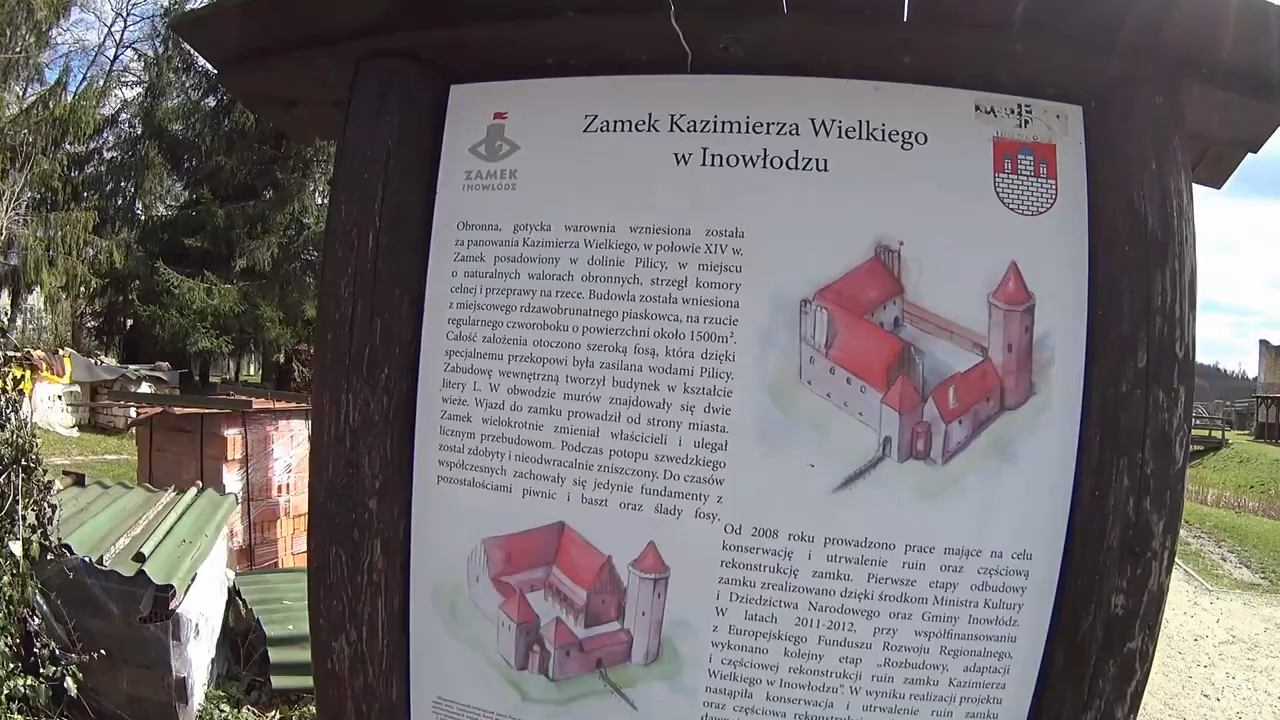 Zamek Kazimierza Wielkiego
w Inowłodzu
ZAMEK
INOWŁÓDZ
INOWŁÓDZ
Obronna, gotycka warownia wzniesiona została
za panowania Kazimierza Wielkiego, w połowie XIV w.
Zamek posadowiony w dolinie Pilicy, w miejscu
o naturalnych walorach obronnych, strzegł komory
celnej i przeprawy na rzece. Budowla została wniesiona
z miejscowego rdzawobrunatnego piaskowca, na rzucie
regularnego czworoboku o powierzchni około 1500m².
Całość założenia otoczono szeroką fosą, która dzięki
specjalnemu przekopowi była zasilana wodami Pilicy.
Zabudowę wewnętrzną tworzył budynek w kształcie
litery L. W obwodzie murów znajdowały się dwie
wieże. Wjazd do zamku prowadził od strony miasta.
Zamek wielokrotnie zmieniał właścicieli i ulegał
licznym przebudowom. Podczas potopu szwedzkiego
został zdobyty i nieodwracalnie zniszczony. Do czasów
współczesnych zachowały się jedynie fundamenty z
pozostałościami piwnic i baszt oraz ślady fosy.
Od 2008 roku prowadzono prace mające na celu
konserwację i utrwalenie ruin oraz częściową
rekonstrukcję zamku. Pierwsze etapy odbudowy
zamku zrealizowano dzięki środkom Ministra Kultury
i Dziedzictwa Narodowego oraz Gminy Inowłódz.
W latach 2011-2012, przy współfinansowaniu
z Europejskiego Funduszu Rozwoju Regionalnego,
wykonano kolejny etap „Rozbudowy, adaptacji
i częściowej rekonstrukcji ruin zamku Kazimierza
Wielkiego w Inowłodzu”. W wyniku realizacji projektu
nastąpiła konserwacja i utrwalenie ruin zamku
oraz częściowa